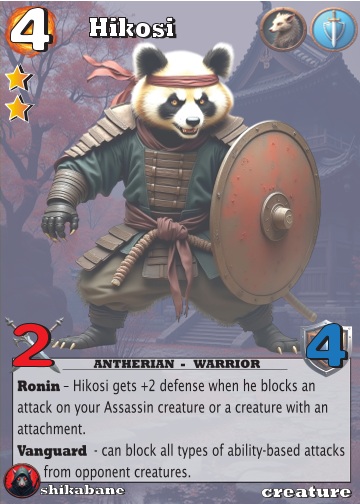 4 Hikosi
2 4
ANTHERIAN - WARRIOR
Ronin - Hikosi gets +2 defense when he blocks an
attack on your Assassin creature or a creature with an
attachment.
Vanguard - can block all types of ability-based attacks
from opponent creatures.
shikabane creature